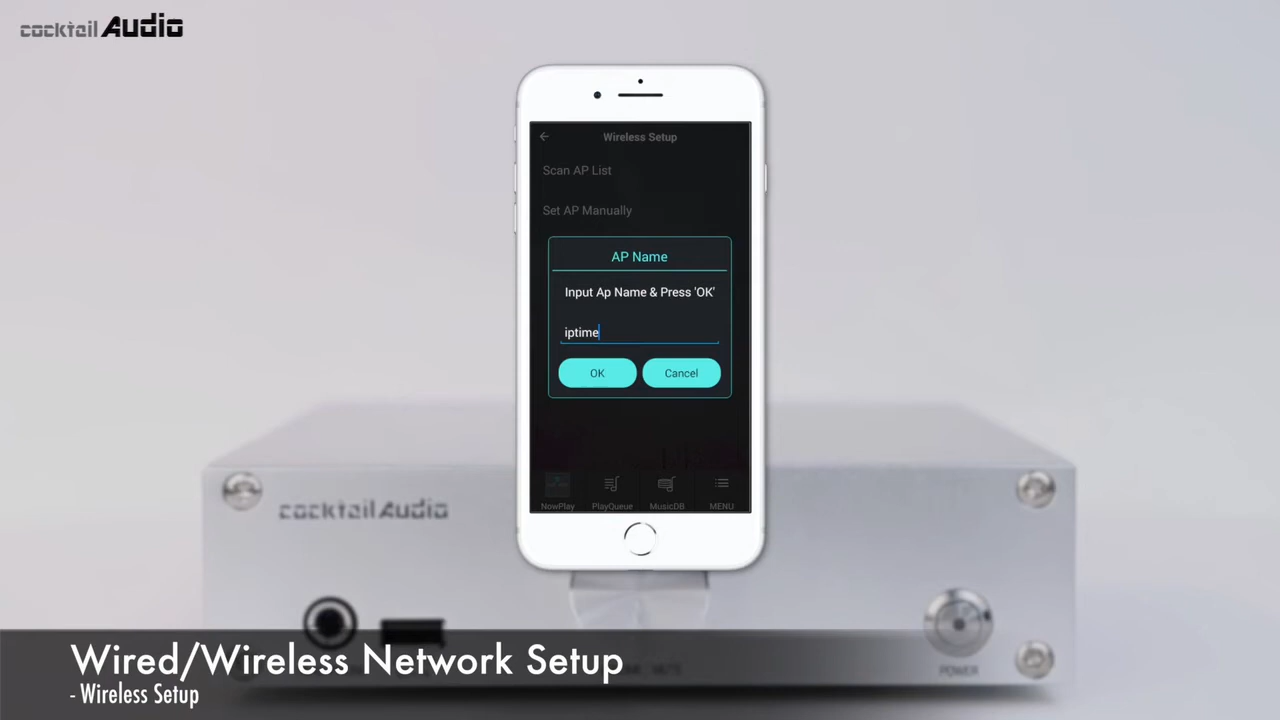 cocktail Audio
Wireless Setup
Scan AP List
Set AP Manually
AP Name
Input Ap Name & Press 'OK'
iptime
OK
Cancel
NowPlay
PlayQueue
MusicDB
MENU
cocktail Audio
POWER
Wired/Wireless Network Setup
- Wireless Setup